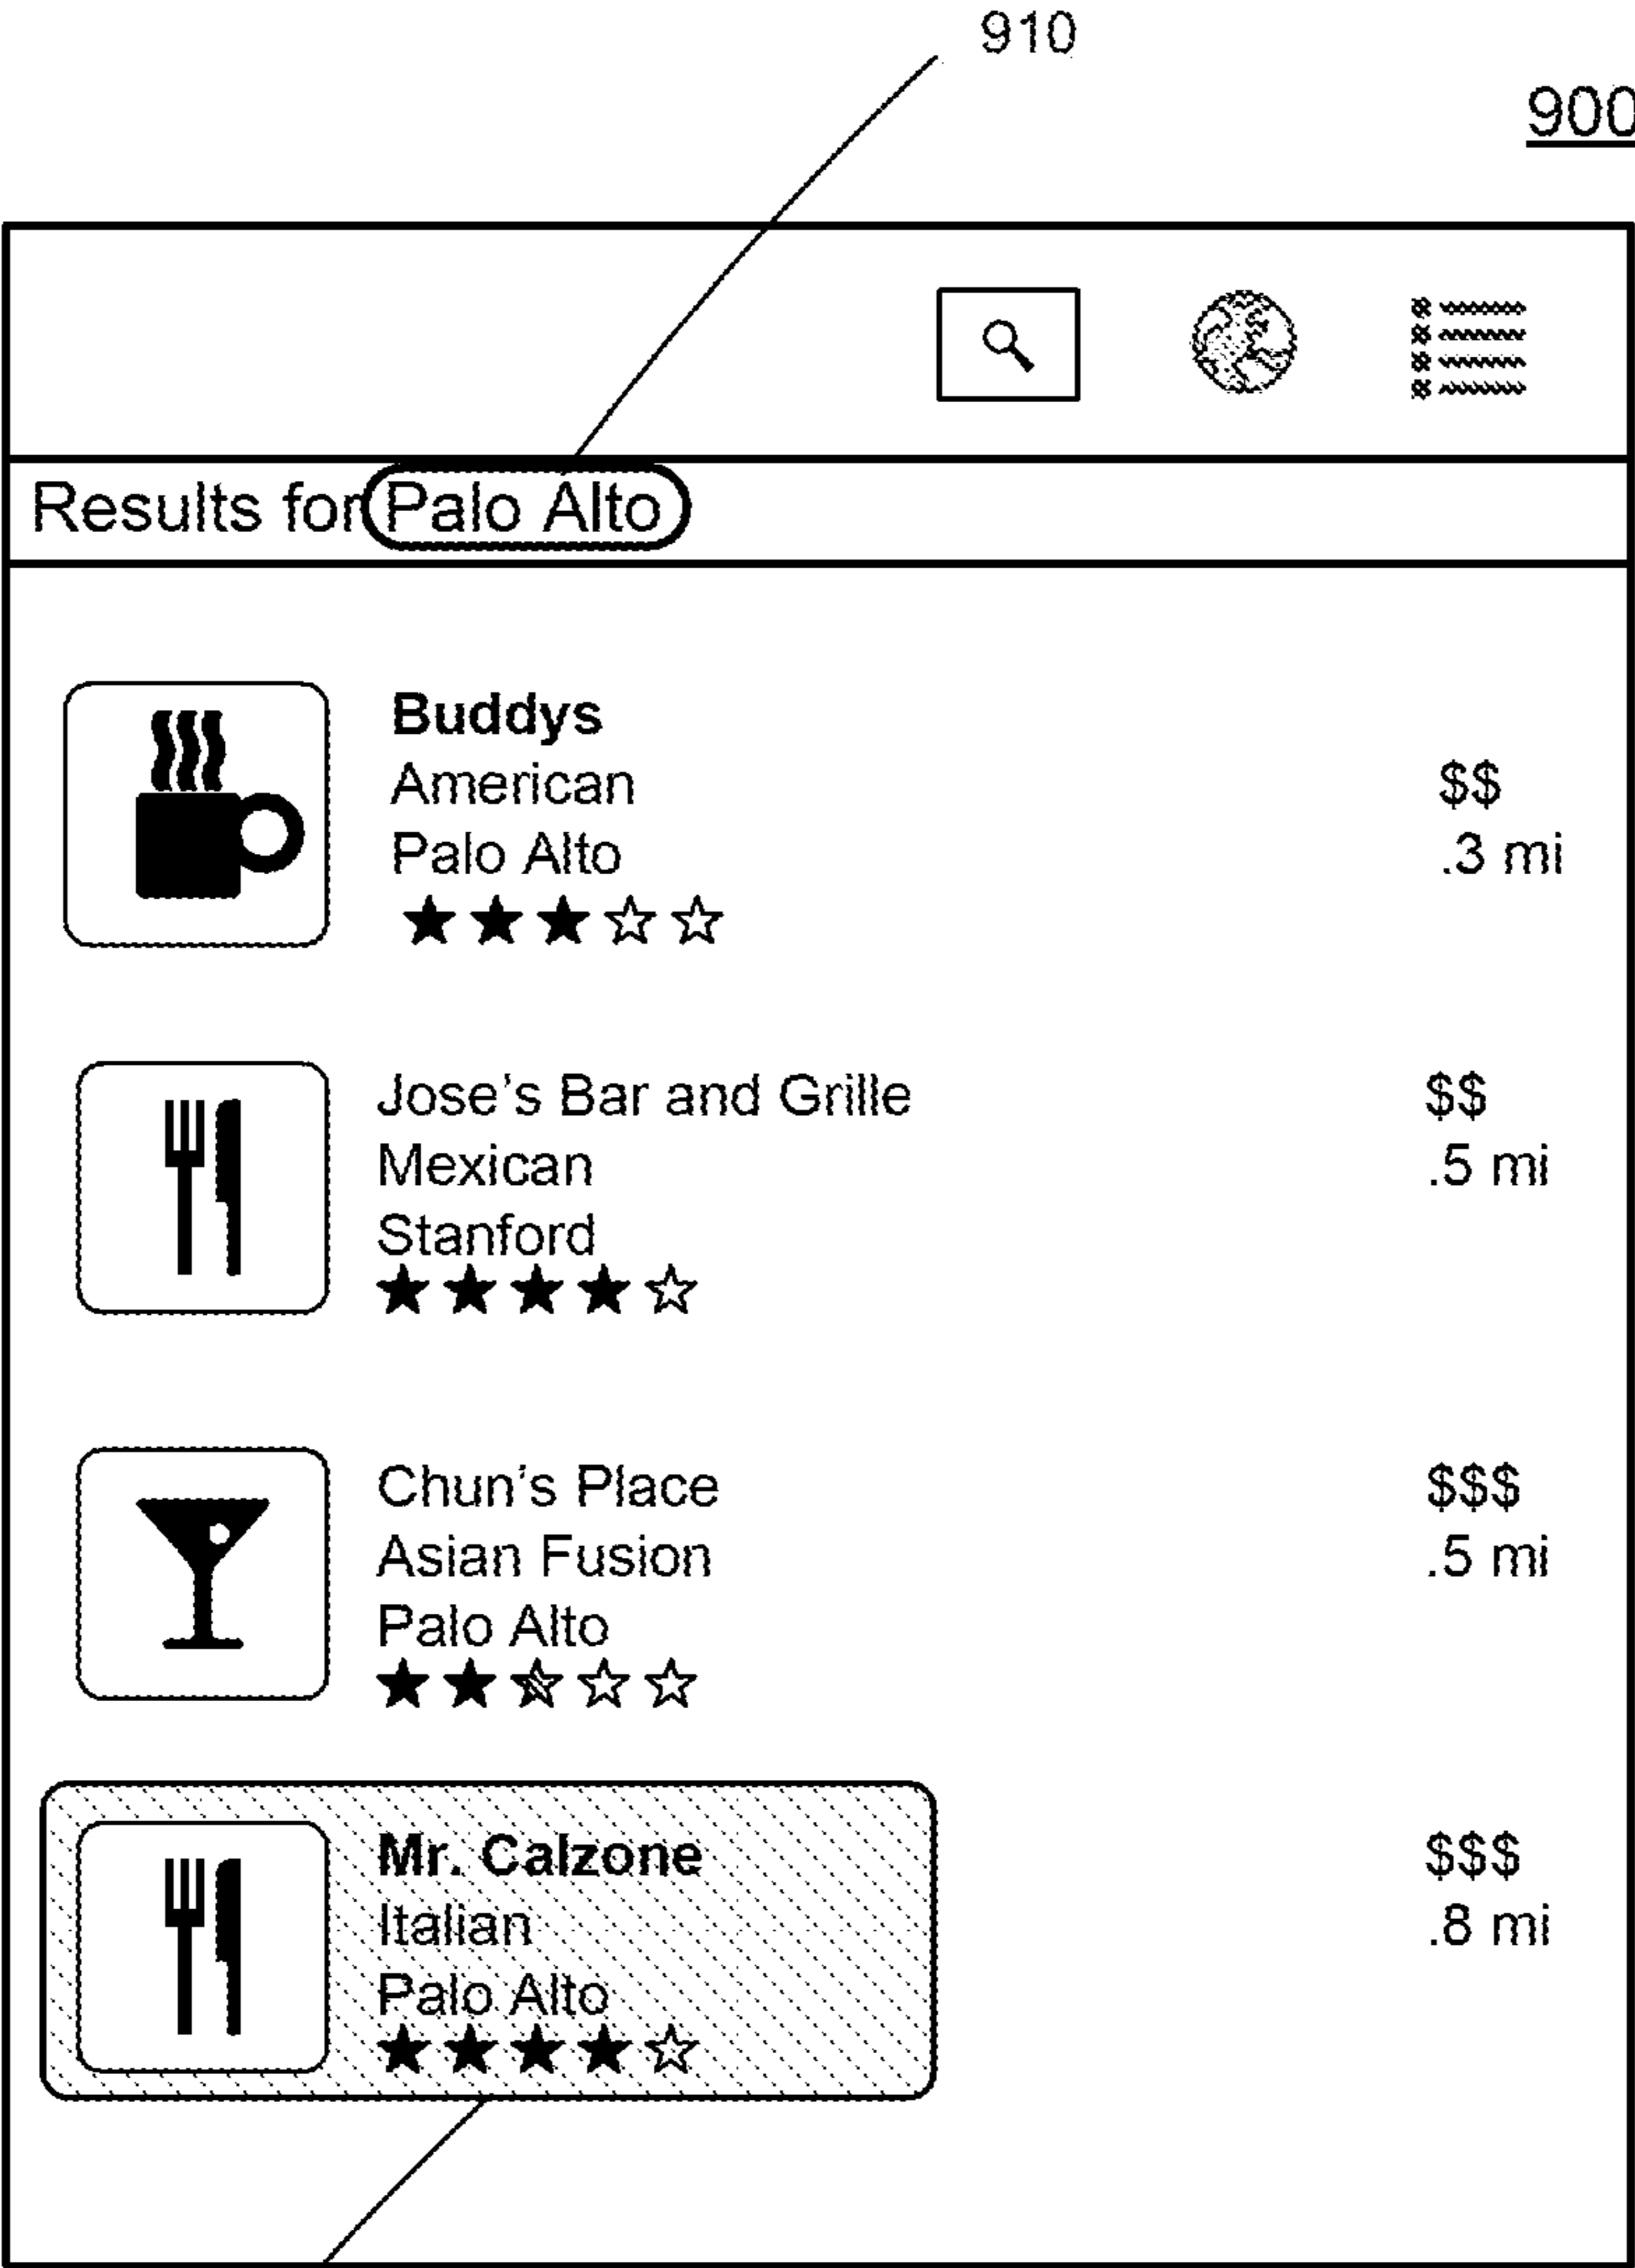 910
900
Results for Palo Alto
Buddys
American
$$
Palo Alto
.3 mi
Jose's Bar and Grille
$$
Mexican
.5 mi
Stanford
Chun's Place
$$$
Asian Fusion
.5 mi
Palo Alto
Mr. Calzone
$$$
Italian
.8 mi
Palo Alto